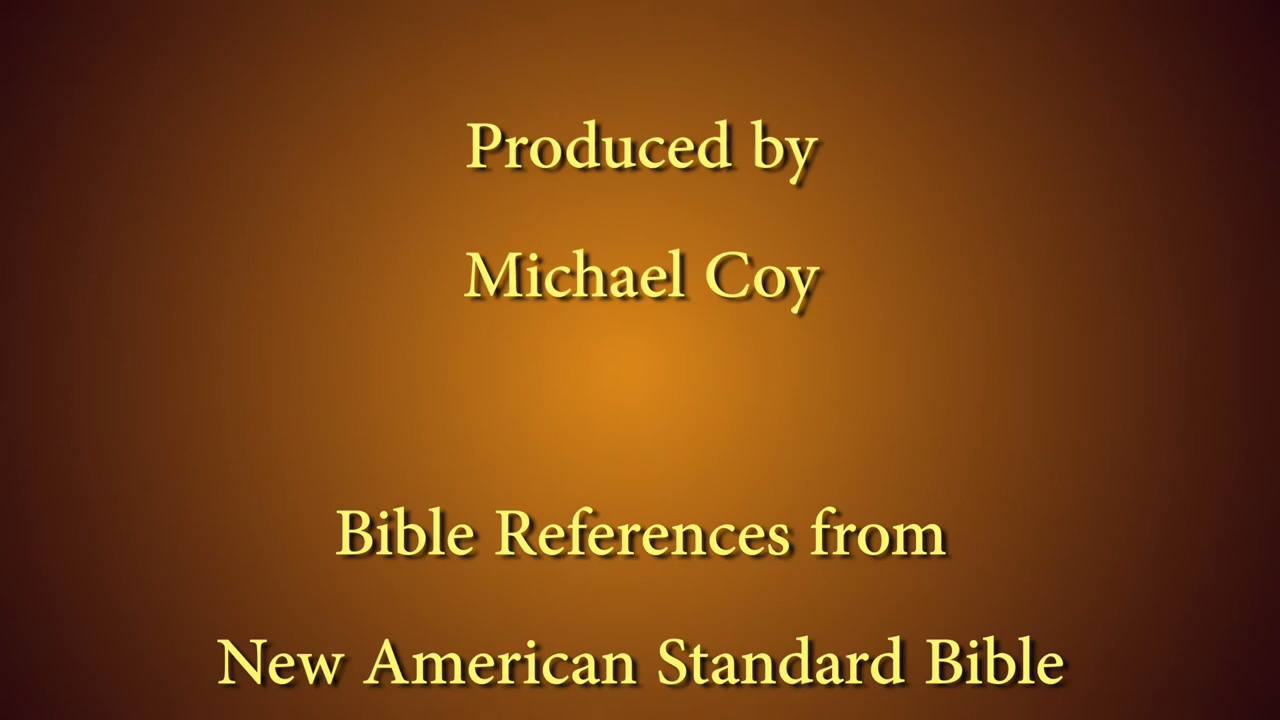 Produced by
Michael Coy
Bible References from
New American Standard Bible